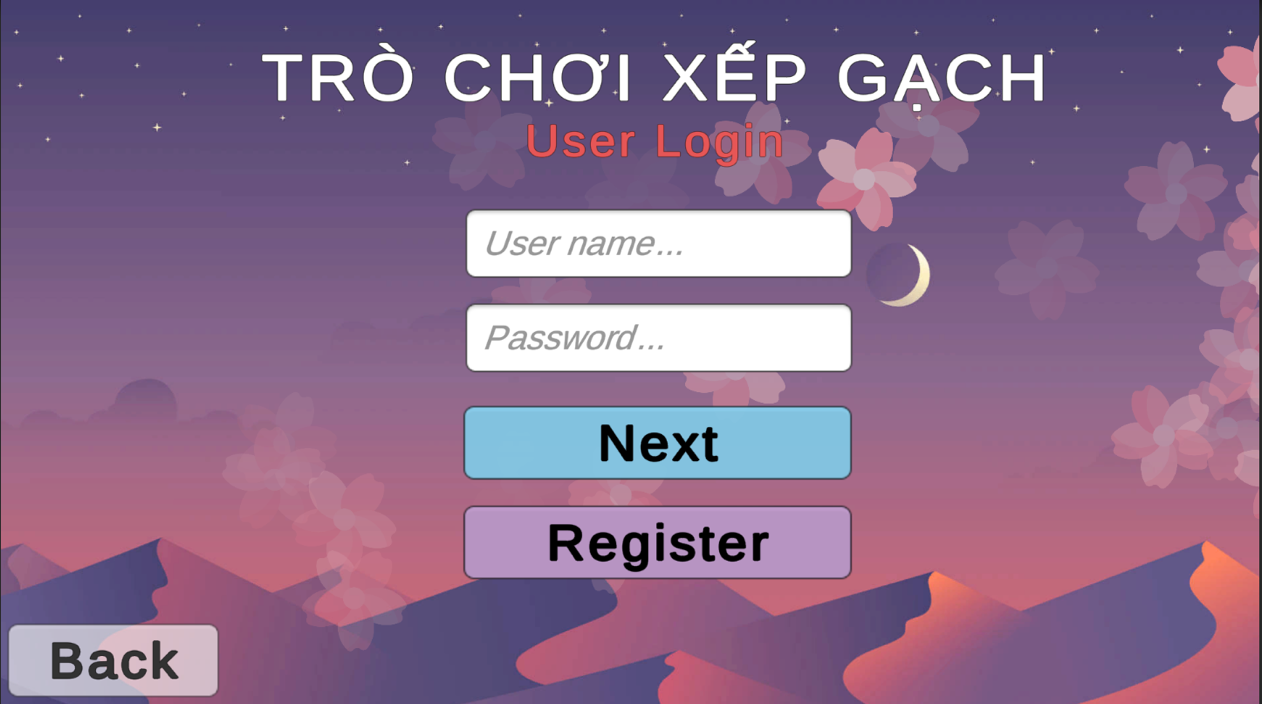 TRÒ CHƠI XẾP GẠCH
User Login
User name...
Password...
Next
Register
Back